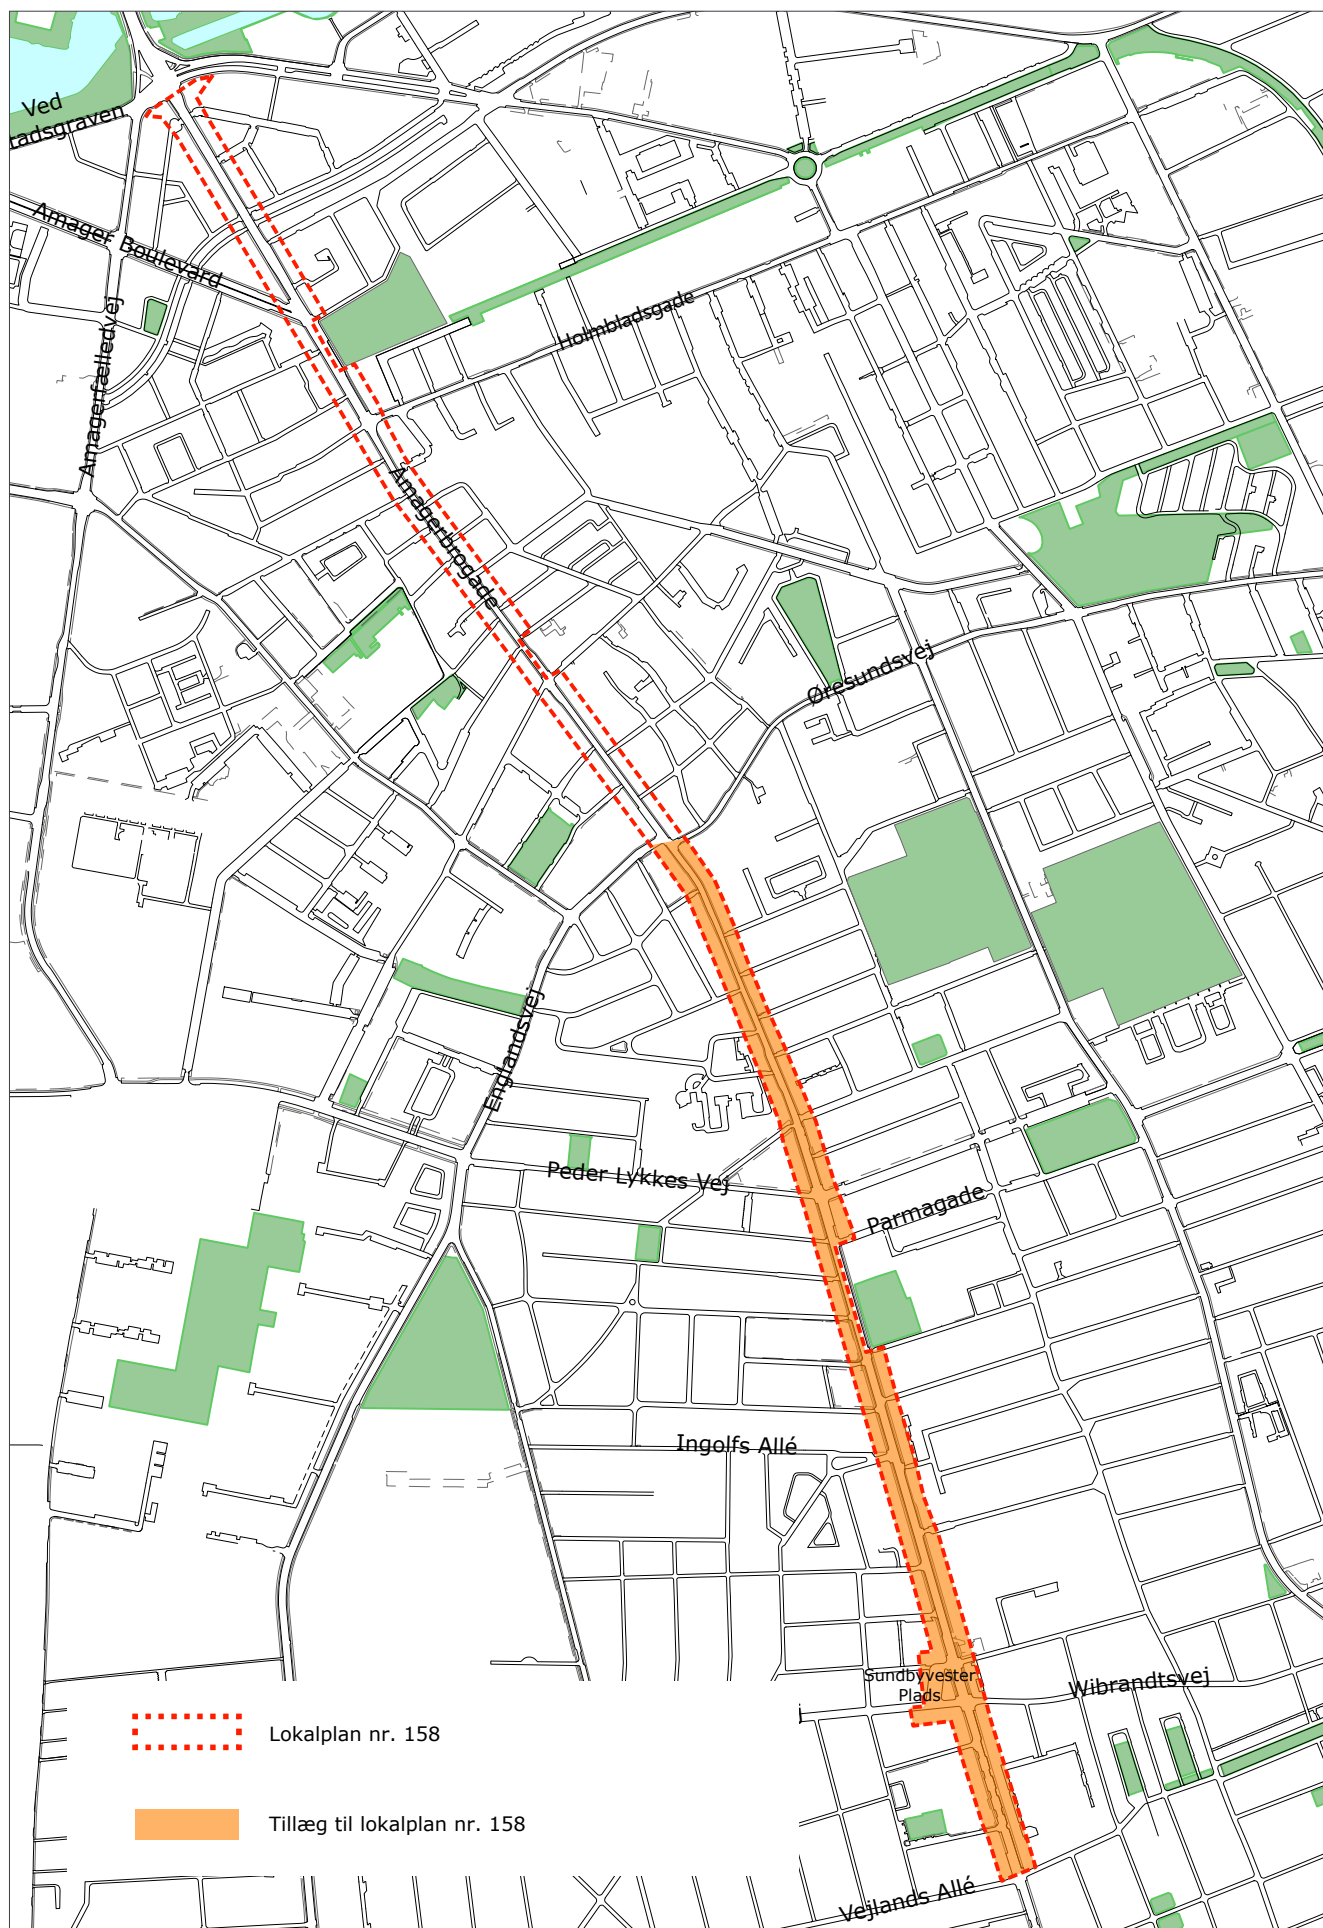 Ved
radsgraven
Amager Boulevard
Amagerfælledvej
Holmbladsgade
Amagerbrogade
Øresundsvej
Englandsvej
Peder Lykkes Vej
Parmagade
Ingolfs Allé
Sundbyvester
Plads
Wibrandtsvej
Lokalplan nr. 158
Tillæg til lokalplan nr. 158
Vejlands Allé